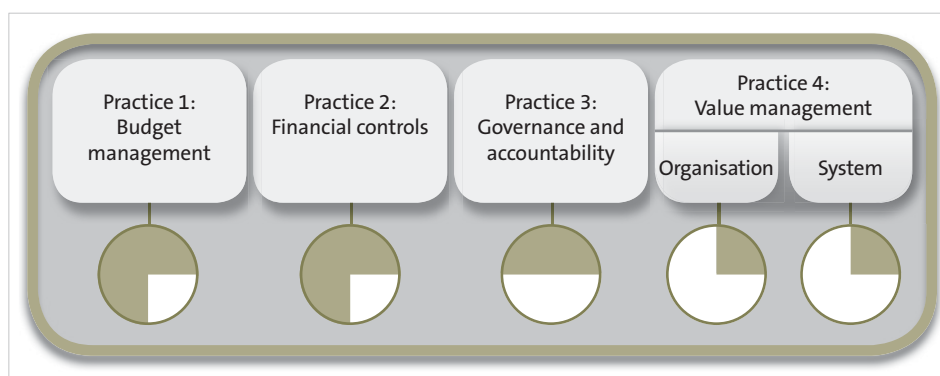 Practice 1:
Budget
management
Practice 2:
Financial controls
Practice 3:
Governance and
accountability
Practice 4:
Value management
Organisation
System